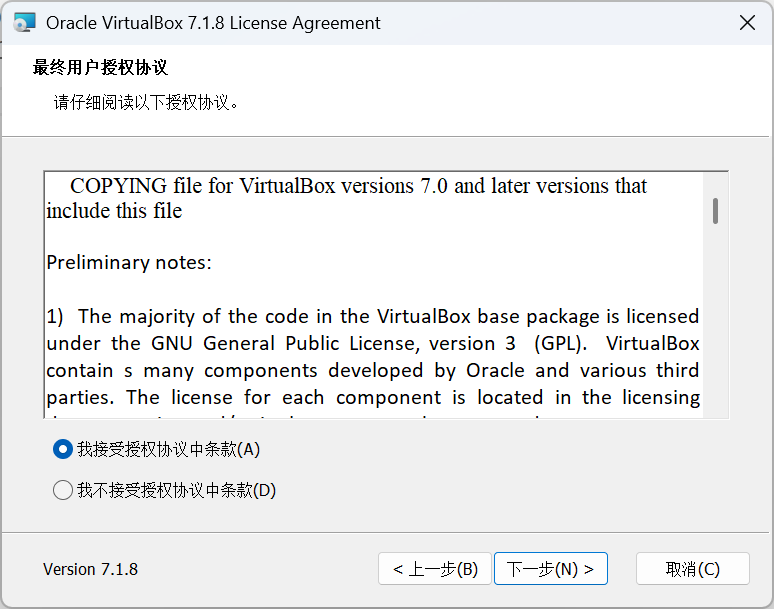 Oracle VirtualBox 7.1.8 License Agreement
最终用户授权协议
请仔细阅读以下授权协议。
COPYING file for VirtualBox versions 7.0 and later versions that
include this file
Preliminary notes:
1) The majority of the code in the VirtualBox base package is licensed
under the GNU General Public License, version 3 (GPL). VirtualBox
contain s many components developed by Oracle and various third
parties. The license for each component is located in the licensing
我接受授权协议中条款(A)
我不接受授权协议中条款(D)
Version 7.1.8
< 上一步(B)
下一步(N) >
取消(C)